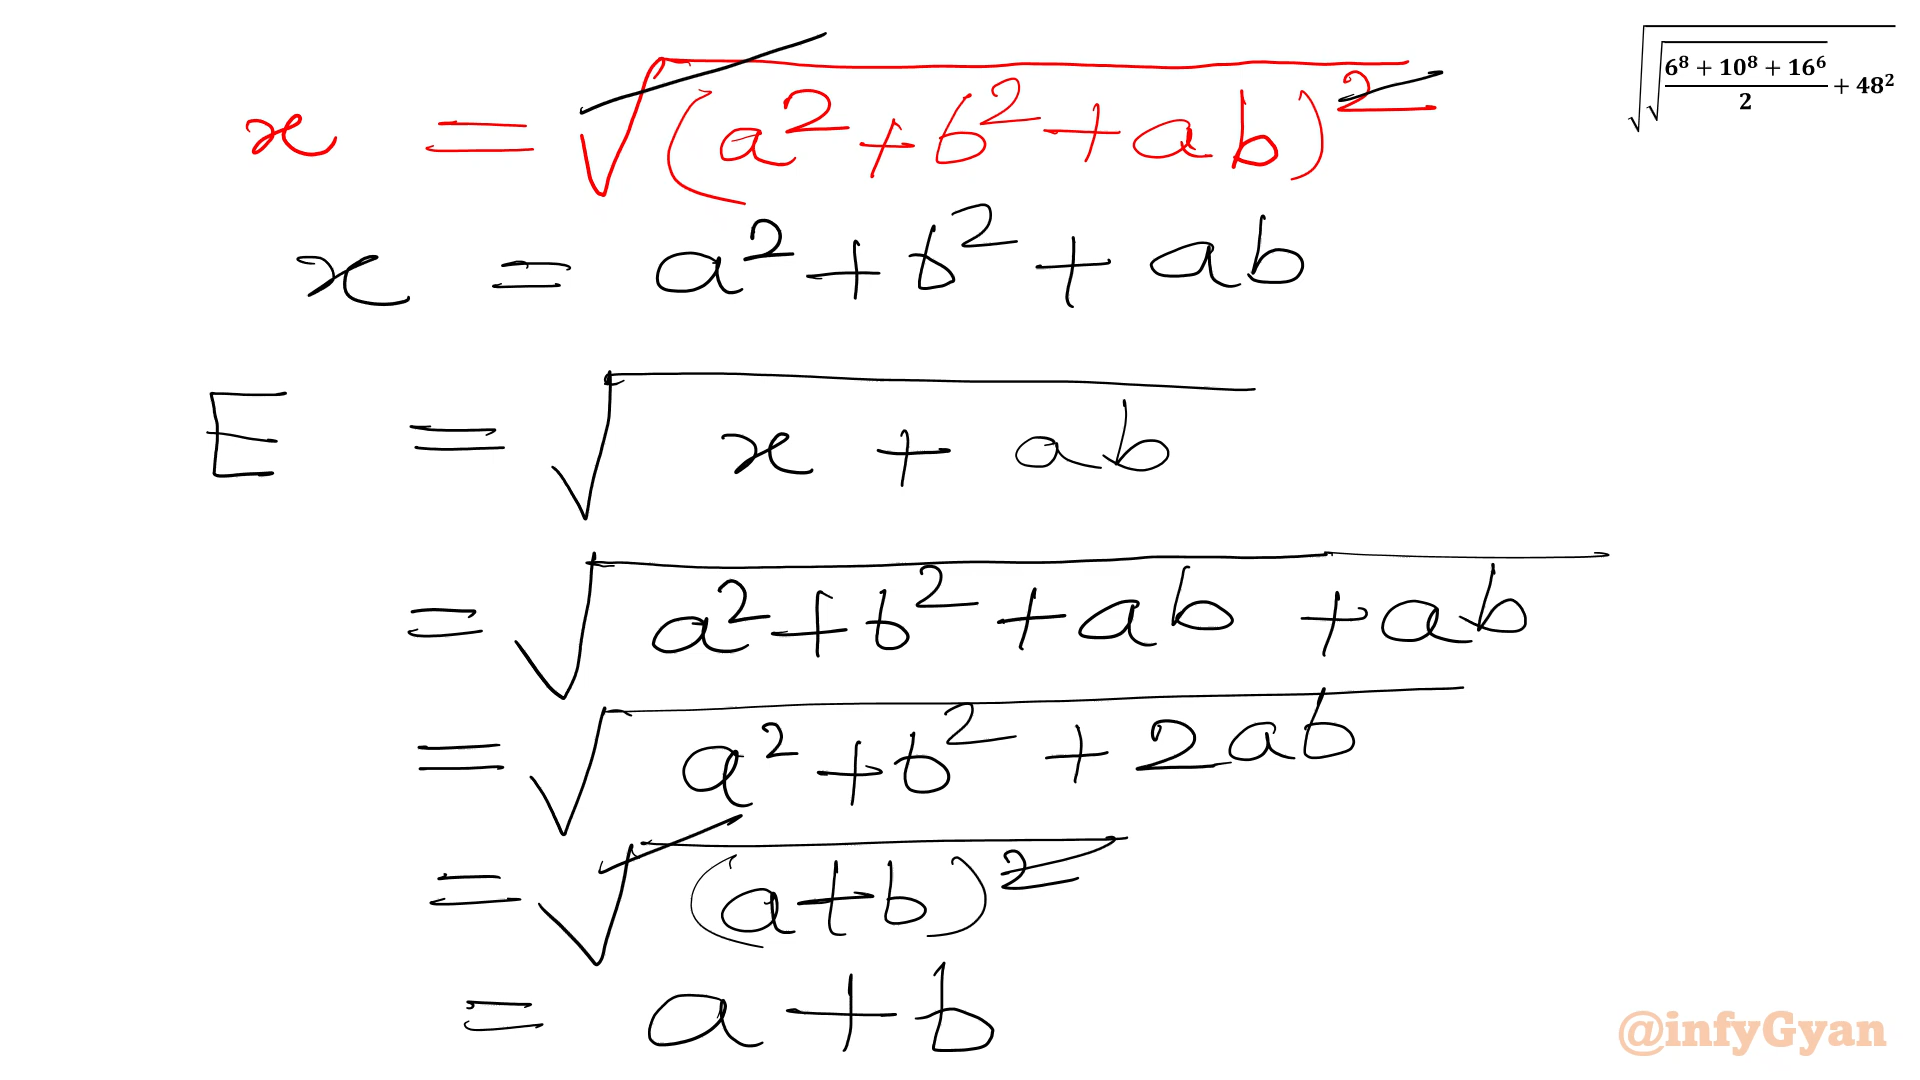 x = √(a² + b² + ab)²
√(√((6⁸ + 10⁸ + 16⁶)/2) + 48²)
x = a² + b² + ab
E = √(x + ab)
= √(a² + b² + ab + ab)
= √(a² + b² + 2ab)
= √(a+b)²
= a + b
@infyGyan